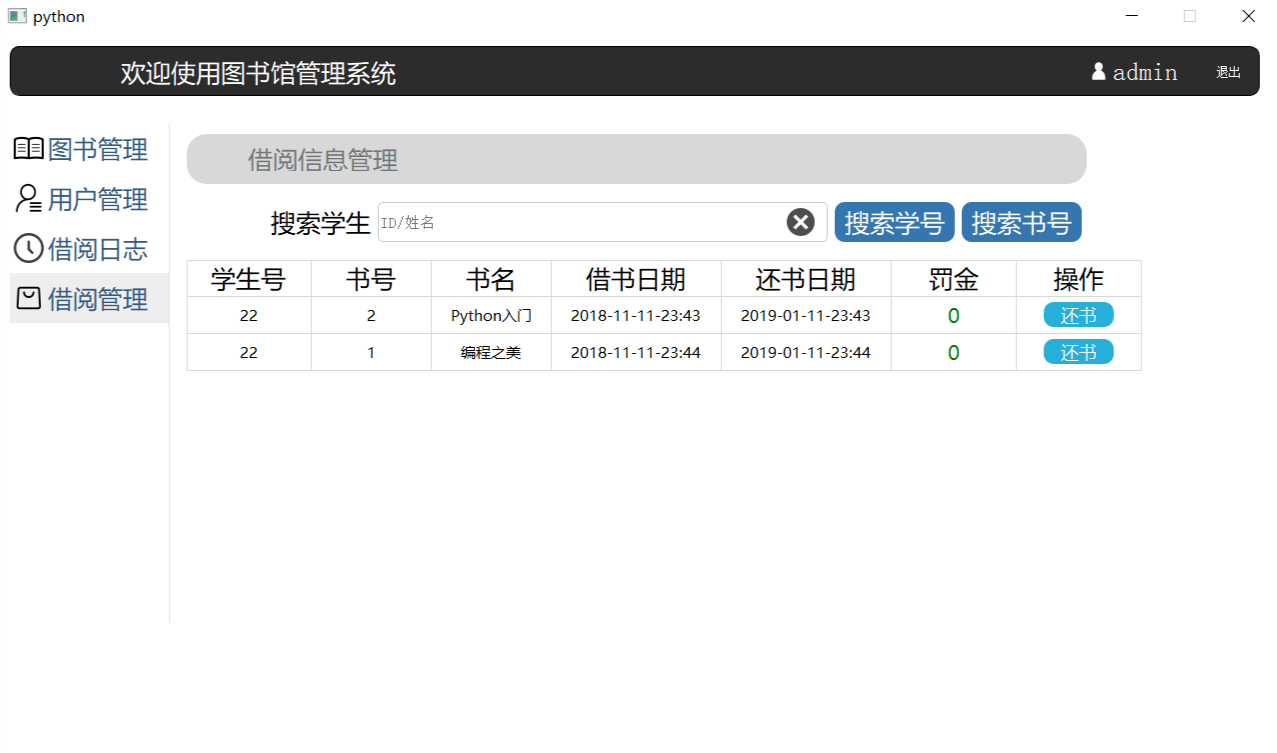 python
欢迎使用图书馆管理系统 admin 退出
图书管理
用户管理
借阅日志
借阅管理
借阅信息管理
搜索学生 ID/姓名 搜索学号 搜索书号
学生号 书号 书名 借书日期 还书日期 罚金 操作
22 2 Python入门 2018-11-11-23:43 2019-01-11-23:43 0 还书
22 1 编程之美 2018-11-11-23:44 2019-01-11-23:44 0 还书